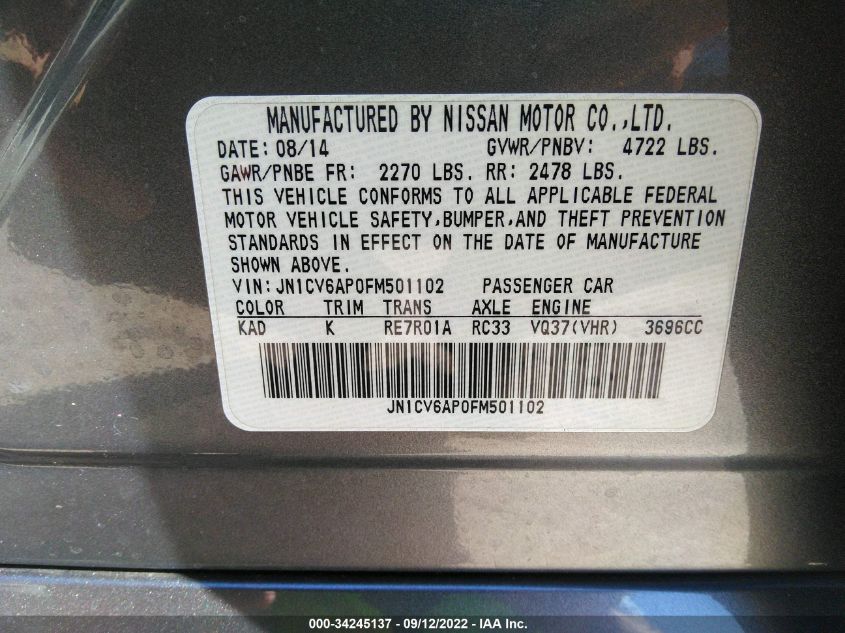 MANUFACTURED BY NISSAN MOTOR CO.,LTD.
DATE: 08/14 GVWR/PNBV: 4722 LBS.
GAWR/PNBE FR: 2270 LBS. RR: 2478 LBS.
THIS VEHICLE CONFORMS TO ALL APPLICABLE FEDERAL
MOTOR VEHICLE SAFETY,BUMPER,AND THEFT PREVENTION
STANDARDS IN EFFECT ON THE DATE OF MANUFACTURE
SHOWN ABOVE.
VIN: JN1CV6AP0FM501102 PASSENGER CAR
COLOR TRIM TRANS AXLE ENGINE
KAD K RE7R01A RC33 VQ37(VHR) 3696CC
JN1CV6AP0FM501102
000-34245137 - 09/12/2022 - IAA Inc.